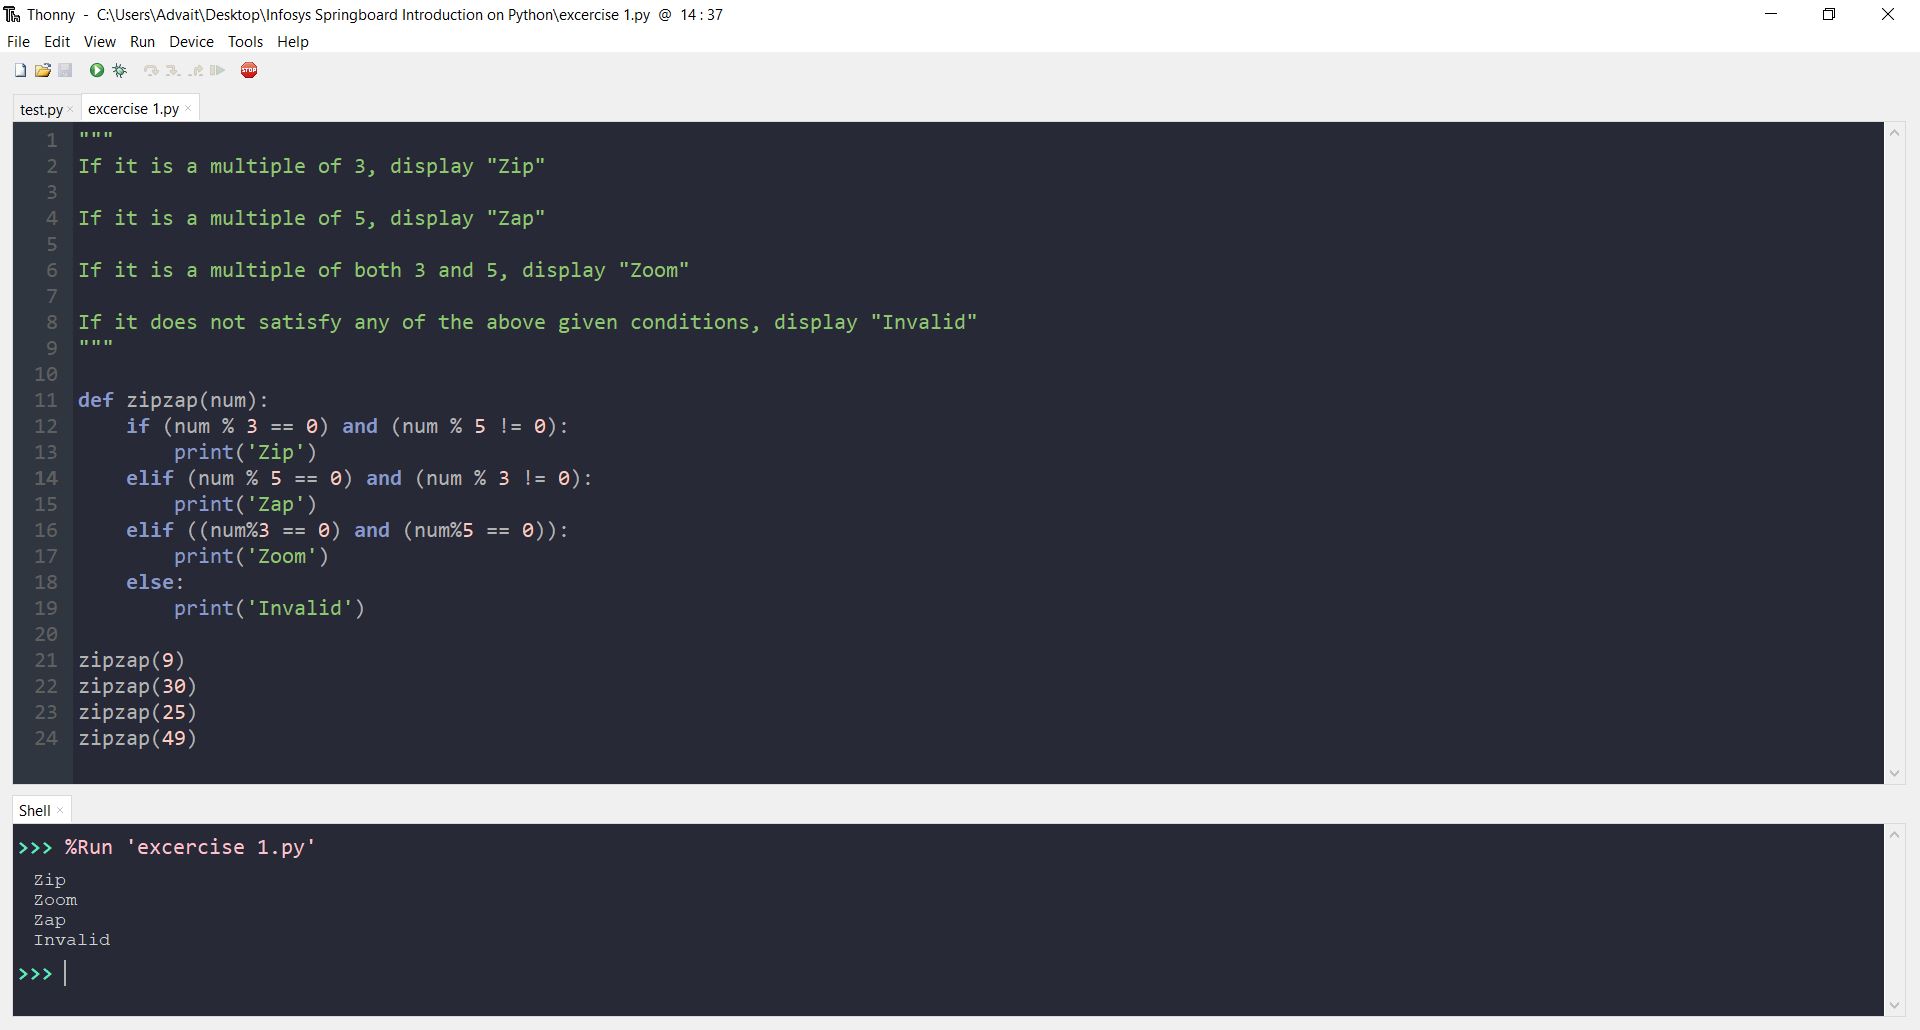 Thonny - C:\Users\Advait\Desktop\Infosys Springboard Introduction on Python\excercise 1.py @ 14 : 37
File Edit View Run Device Tools Help
STOP
test.py × excercise 1.py ×
1 """
2 If it is a multiple of 3, display "Zip"
3
4 If it is a multiple of 5, display "Zap"
5
6 If it is a multiple of both 3 and 5, display "Zoom"
7
8 If it does not satisfy any of the above given conditions, display "Invalid"
9 """
10
11 def zipzap(num):
12     if (num % 3 == 0) and (num % 5 != 0):
13         print('Zip')
14     elif (num % 5 == 0) and (num % 3 != 0):
15         print('Zap')
16     elif ((num%3 == 0) and (num%5 == 0)):
17         print('Zoom')
18     else:
19         print('Invalid')
20
21 zipzap(9)
22 zipzap(30)
23 zipzap(25)
24 zipzap(49)
Shell ×
>>> %Run 'excercise 1.py'
Zip
Zoom
Zap
Invalid
>>>